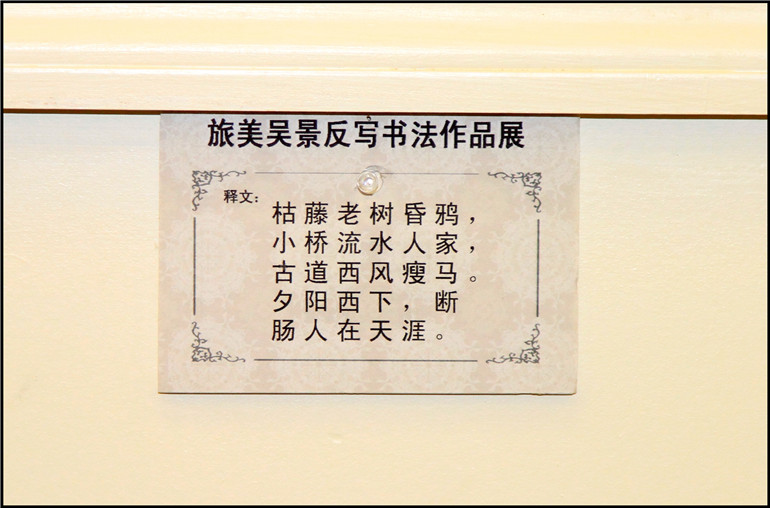 旅美吴景反写书法作品展
释文：
枯藤老树昏鸦，
小桥流水人家，
古道西风瘦马。
夕阳西下，断
肠人在天涯。